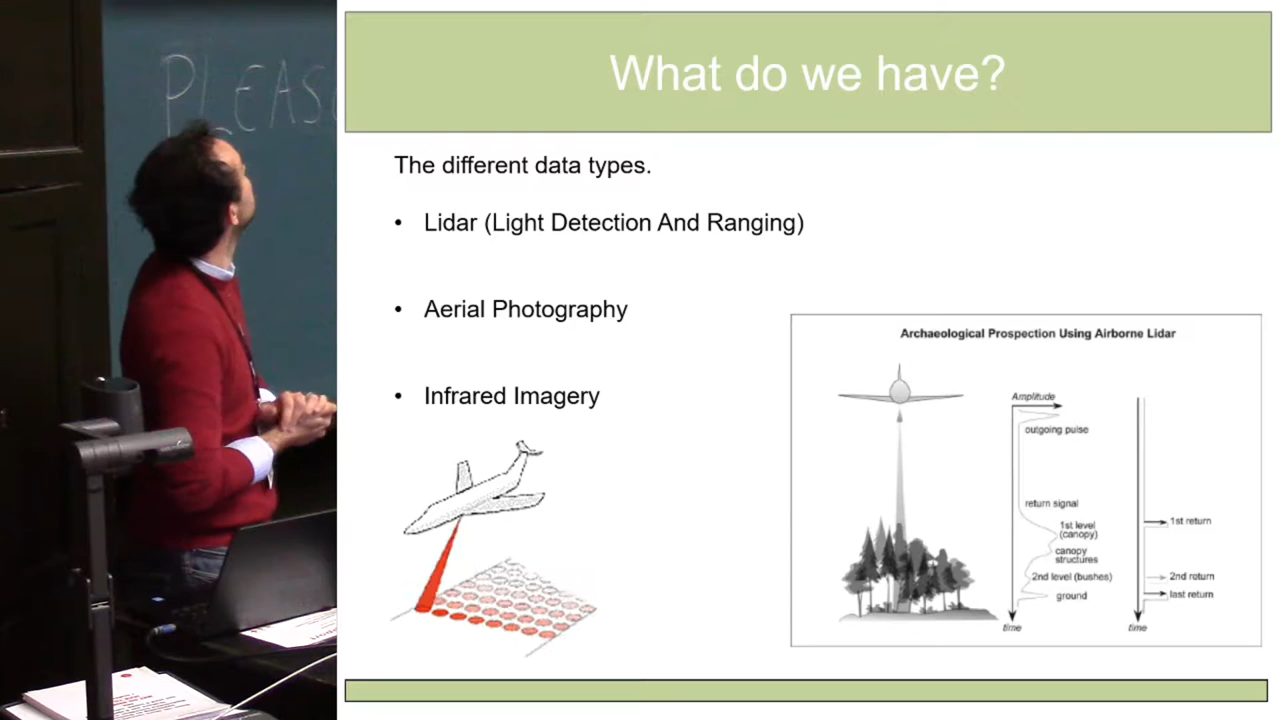 PLEAS
What do we have?
The different data types.
• Lidar (Light Detection And Ranging)
• Aerial Photography
• Infrared Imagery
Archaeological Prospection Using Airborne Lidar
Amplitude
outgoing pulse
return signal
1st level
(canopy)
canopy
structures
2nd level (bushes)
ground
time
1st return
2nd return
last return
time